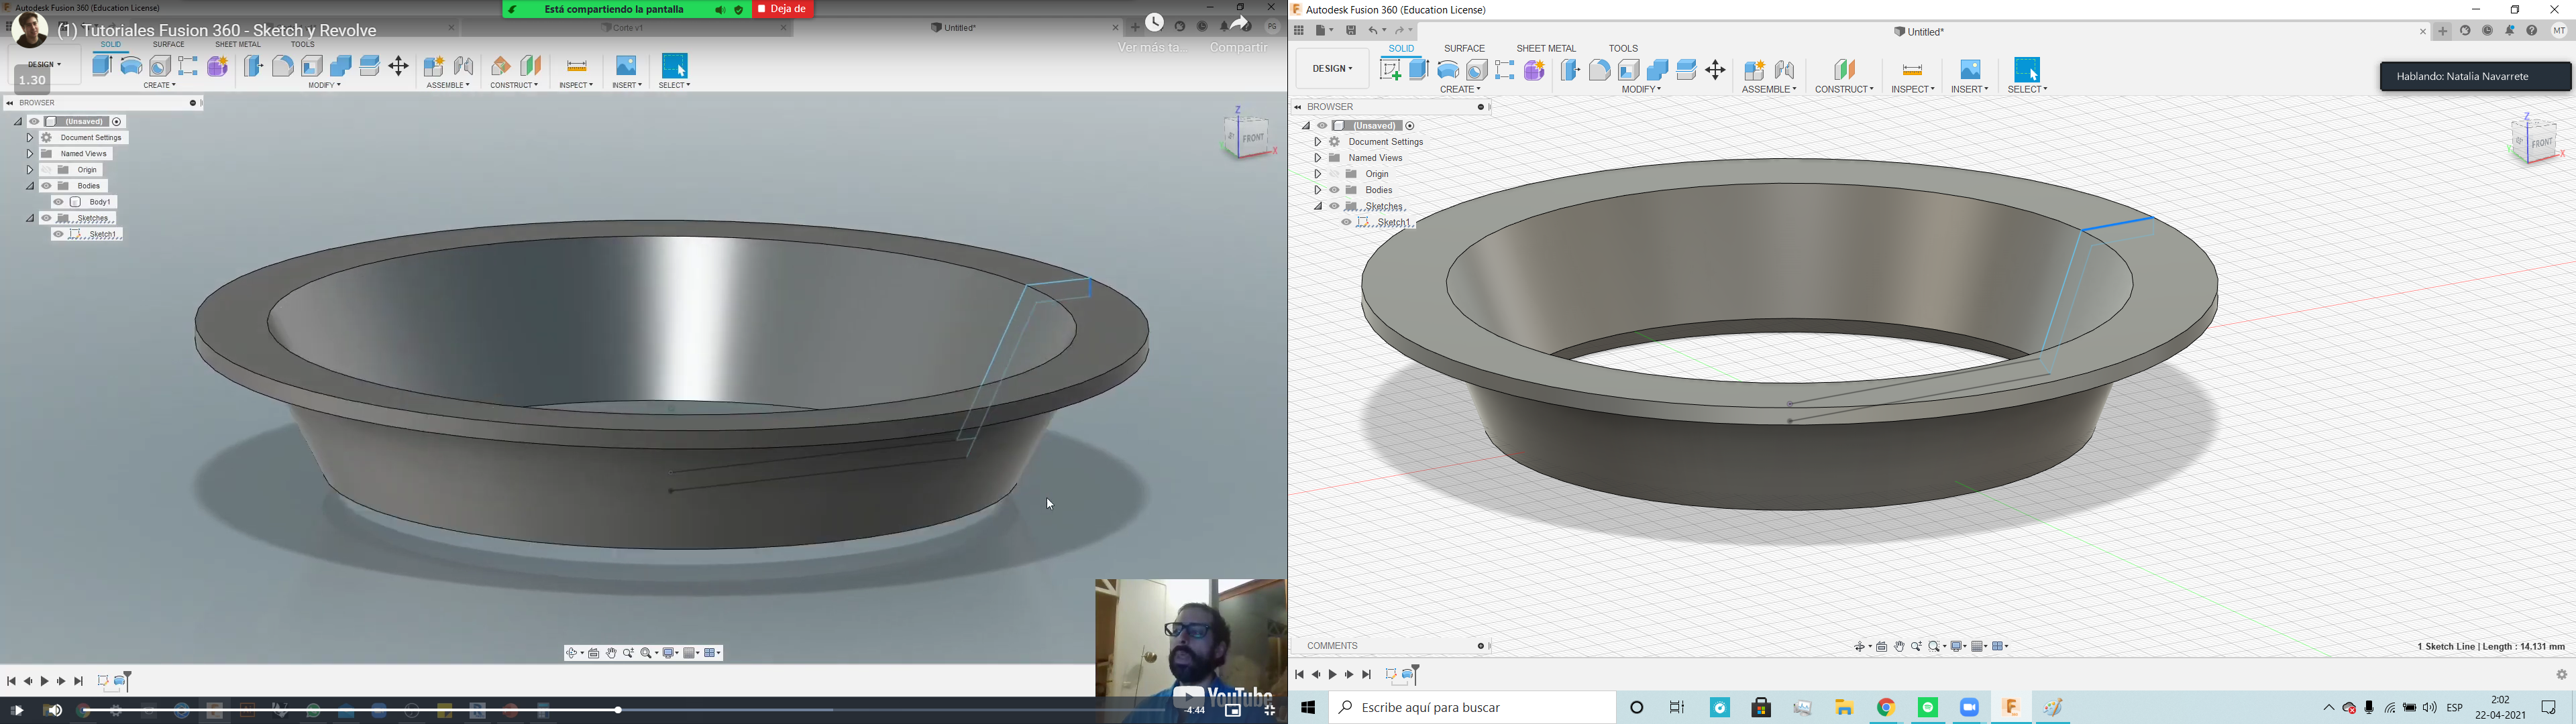 Autodesk Fusion 360 (Education License)
Está compartiendo la pantalla
Deja de
(1) Tutoriales Fusion 360 - Sketch y Revolve
Corte v1
Untitled*
PG
Ver más ta...
Compartir
SOLID
SURFACE
SHEET METAL
TOOLS
DESIGN
1.30
CREATE
MODIFY
ASSEMBLE
CONSTRUCT
INSPECT
INSERT
SELECT
BROWSER
(Unsaved)
Document Settings
Named Views
Origin
Bodies
Body1
Sketches
Sketch1
Z
FRONT
X
YouTube
-4:44
Autodesk Fusion 360 (Education License)
Untitled*
MT
SOLID
SURFACE
SHEET METAL
TOOLS
DESIGN
CREATE
MODIFY
ASSEMBLE
CONSTRUCT
INSPECT
INSERT
SELECT
Hablando: Natalia Navarrete
BROWSER
(Unsaved)
Document Settings
Named Views
Origin
Bodies
Sketches
Sketch1
Z
FRONT
X
COMMENTS
1 Sketch Line | Length : 14.131 mm
Escribe aquí para buscar
ESP
2:02
22-04-2021